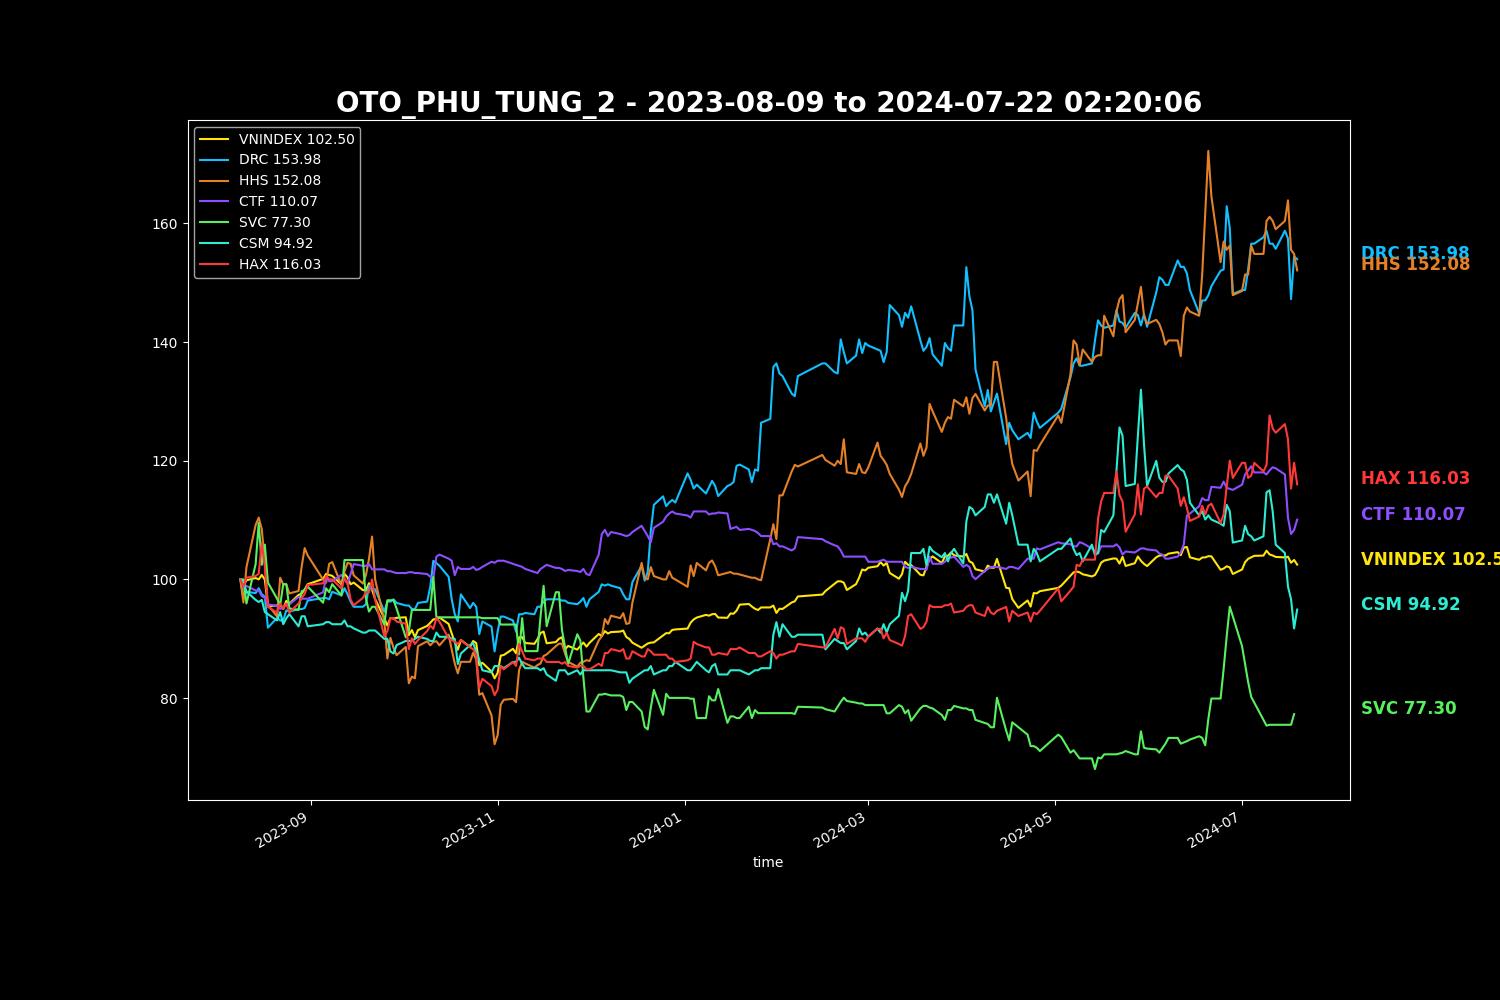 OTO_PHU_TUNG_2 - 2023-08-09 to 2024-07-22 02:20:06
VNINDEX 102.50
DRC 153.98
HHS 152.08
CTF 110.07
SVC 77.30
CSM 94.92
HAX 116.03
160
140
120
100
80
DRC 153.98
HHS 152.08
HAX 116.03
CTF 110.07
VNINDEX 102.5
CSM 94.92
SVC 77.30
2023-09
2023-11
2024-01
2024-03
2024-05
2024-07
time